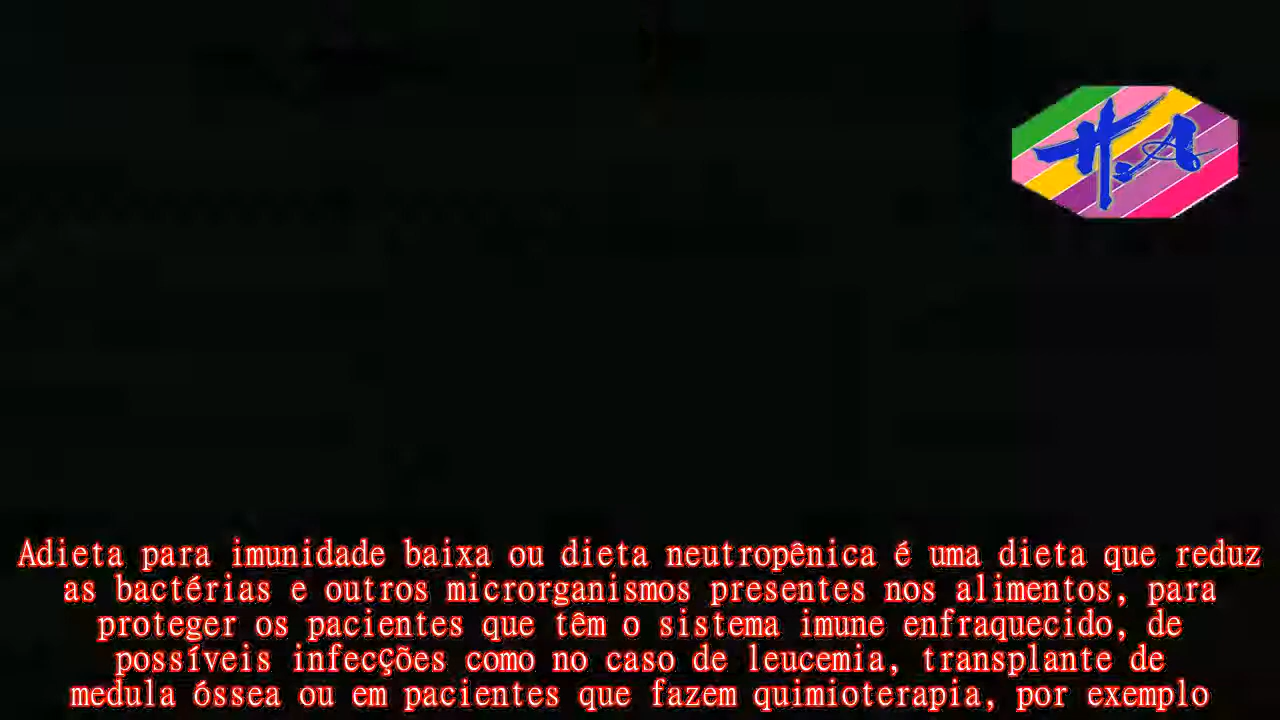 H.A
Adieta para imunidade baixa ou dieta neutropênica é uma dieta que reduz
as bactérias e outros microrganismos presentes nos alimentos, para
proteger os pacientes que têm o sistema imune enfraquecido, de
possíveis infecções como no caso de leucemia, transplante de
medula óssea ou em pacientes que fazem quimioterapia, por exemplo